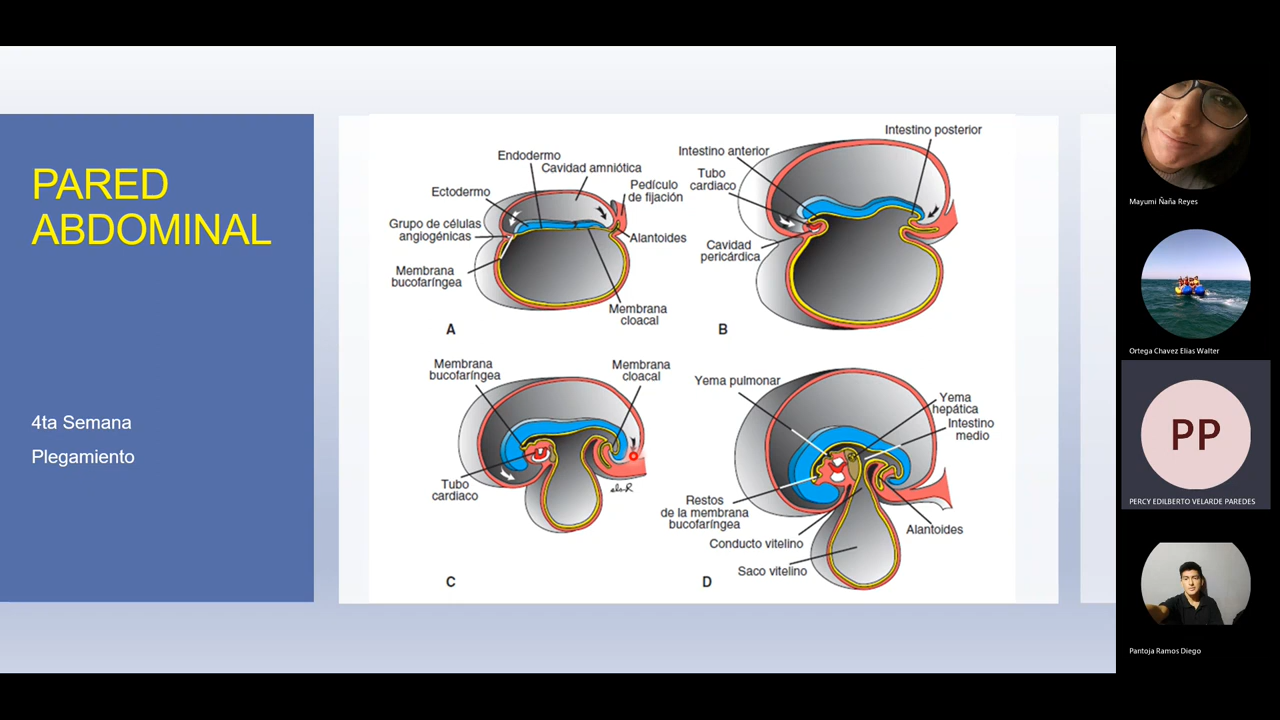 PARED
ABDOMINAL
4ta Semana
Plegamiento
Endodermo
Cavidad amniótica
Ectodermo
Pedículo
de fijación
Grupo de células
angiogénicas
Alantoides
Membrana
bucofaríngea
Membrana
cloacal
A
Intestino posterior
Intestino anterior
Tubo
cardiaco
Cavidad
pericárdica
B
Membrana
bucofaríngea
Membrana
cloacal
Tubo
cardiaco
C
Yema pulmonar
Yema
hepática
Intestino
medio
Restos
de la membrana
bucofaríngea
Alantoides
Conducto vitelino
Saco vitelino
D
Mayumi Ñaña Reyes
Ortega Chavez Elias Walter
PP
PERCY EDILBERTO VELARDE PAREDES
Pantoja Ramos Diego